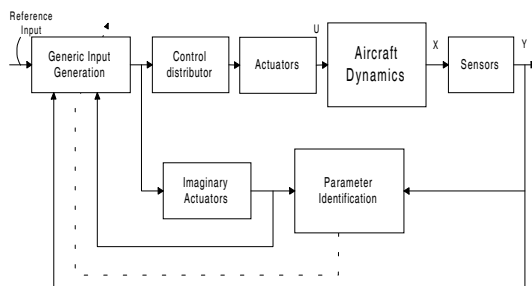 Reference
Input
Generic Input
Generation
Control
distributor
Actuators
U
Aircraft
Dynamics
X
Sensors
Y
Imaginary
Actuators
Parameter
Identification